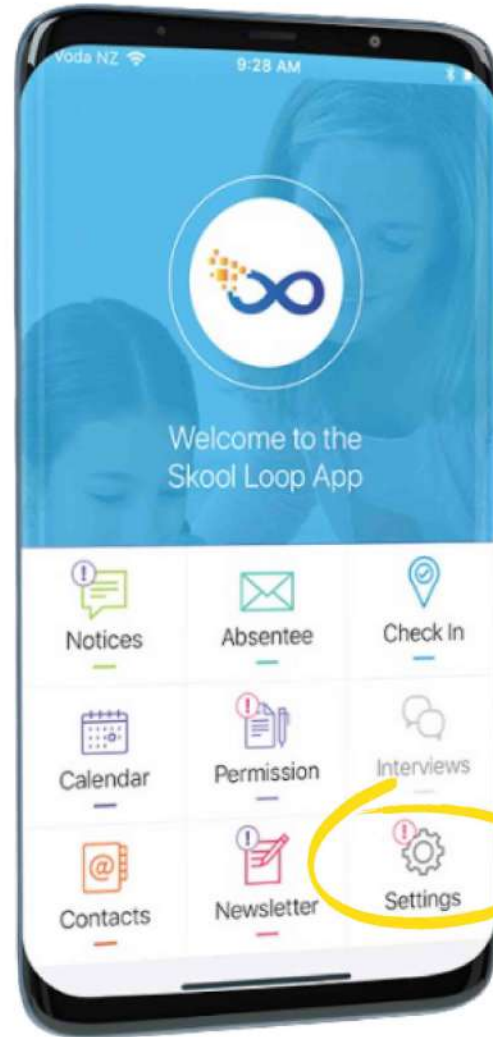 Voda NZ
9:28 AM
Welcome to the
Skool Loop App
Notices
Absentee
Check In
Calendar
Permission
Interviews
Contacts
Newsletter
Settings